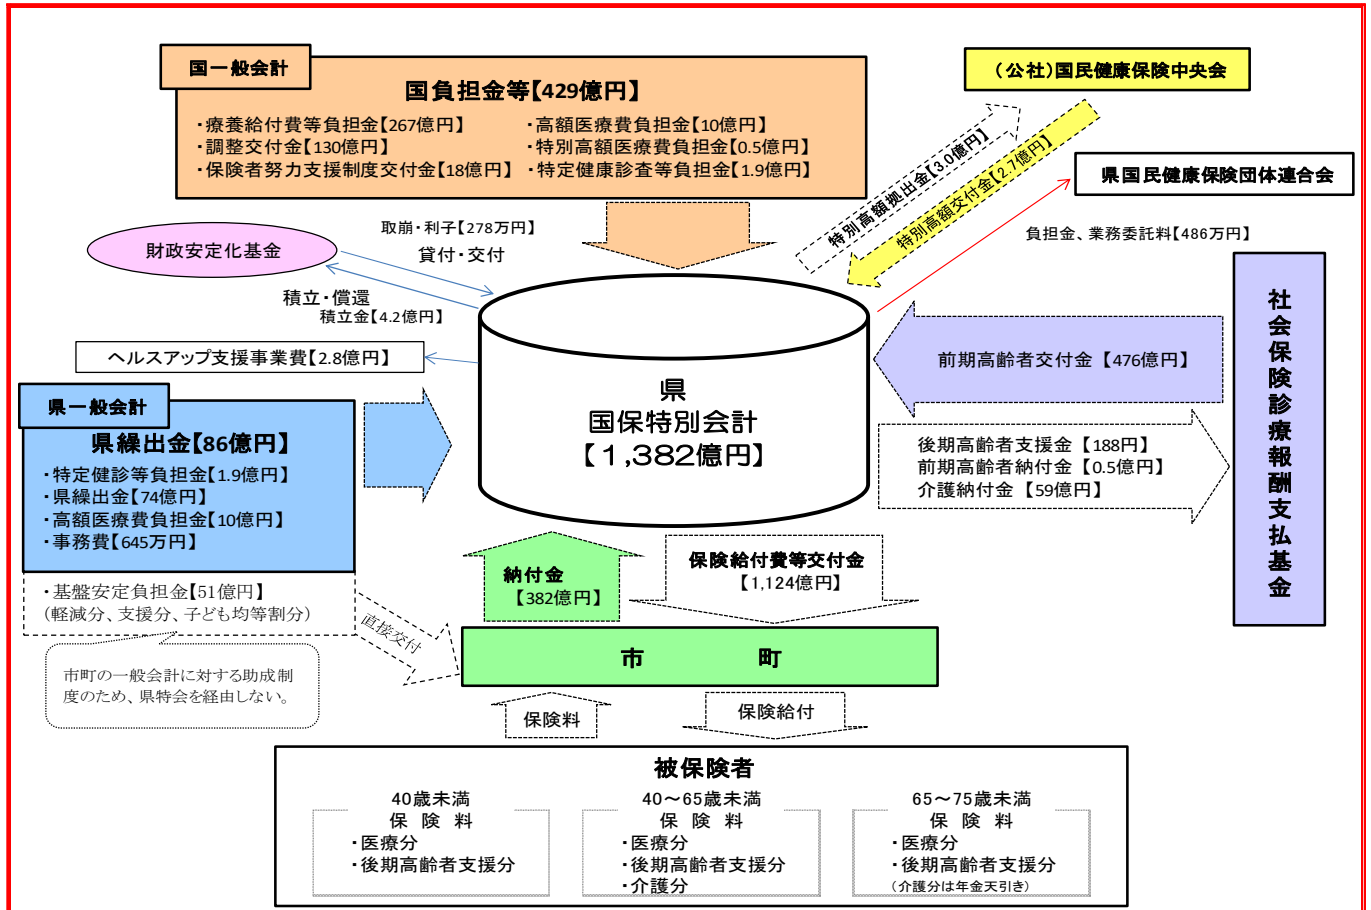 国一般会計
国負担金等【429億円】
・療養給付費等負担金【267億円】
・調整交付金【130億円】
・保険者努力支援制度交付金【18億円】
・高額医療費負担金【10億円】
・特別高額医療費負担金【0.5億円】
・特定健康診査等負担金【1.9億円】
（公社）国民健康保険中央会
特別高額拠出金【3.0億円】
特別高額交付金【2.7億円】
県国民健康保険団体連合会
負担金、業務委託料【486万円】
財政安定化基金
取崩・利子【278万円】
貸付・交付
積立・償還
積立金【4.2億円】
ヘルスアップ支援事業費【2.8億円】
県
国保特別会計
【1,382億円】
社会保険診療報酬支払基金
前期高齢者交付金 【476億円】
後期高齢者支援金 【188円】
前期高齢者納付金 【0.5億円】
介護納付金 【59億円】
県一般会計
県繰出金【86億円】
・特定健診等負担金【1.9億円】
・県繰出金【74億円】
・高額医療費負担金【10億円】
・事務費【645万円】
・基盤安定負担金【51億円】
（軽減分、支援分、子ども均等割分）
直接交付
市町の一般会計に対する助成制
度のため、県特会を経由しない。
納付金
【382億円】
保険給付費等交付金
【1,124億円】
市 町
保険料
保険給付
被保険者
40歳未満
保 険 料
・医療分
・後期高齢者支援分
40～65歳未満
保 険 料
・医療分
・後期高齢者支援分
・介護分
65～75歳未満
保 険 料
・医療分
・後期高齢者支援分
（介護分は年金天引き）